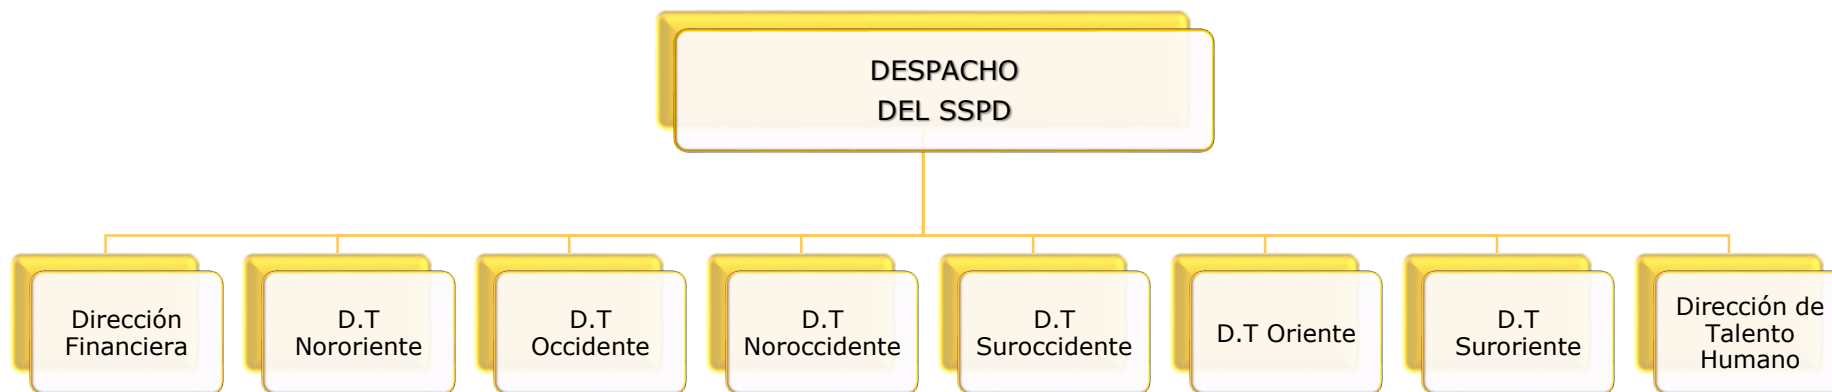 DESPACHO
DEL SSPD
Dirección
Financiera
D.T
Nororiente
D.T
Occidente
D.T
Noroccidente
D.T
Suroccidente
D.T Oriente
D.T
Suroriente
Dirección de
Talento
Humano